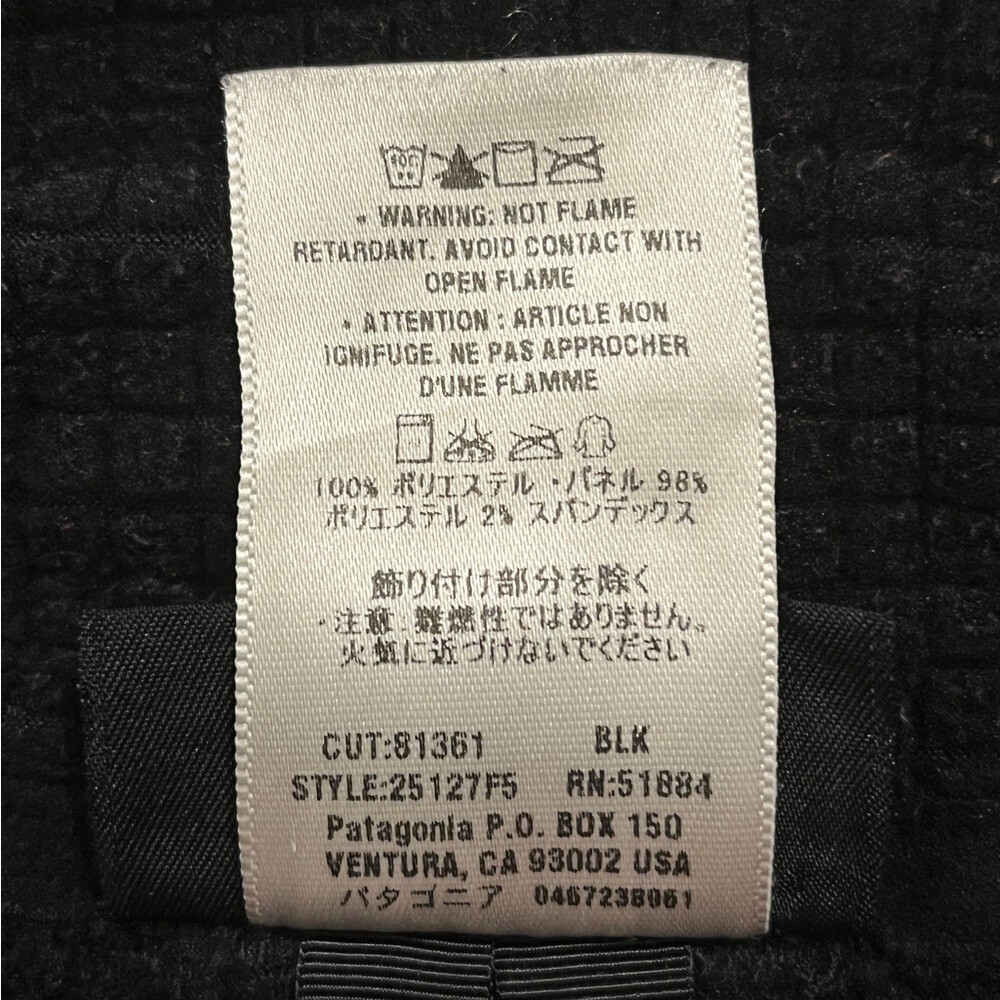 • WARNING: NOT FLAME
RETARDANT. AVOID CONTACT WITH
OPEN FLAME
• ATTENTION : ARTICLE NON
IGNIFUGE. NE PAS APPROCHER
D'UNE FLAMME
100% ポリエステル ・パネル 98%
ポリエステル 2% スパンデックス
飾り付け部分を除く
・注意: 難燃性ではありません。
火気に近づけないでください
CUT:81361 BLK
STYLE:25127F5 RN:51884
Patagonia P.O. BOX 150
VENTURA, CA 93002 USA
パタゴニア 0467238961